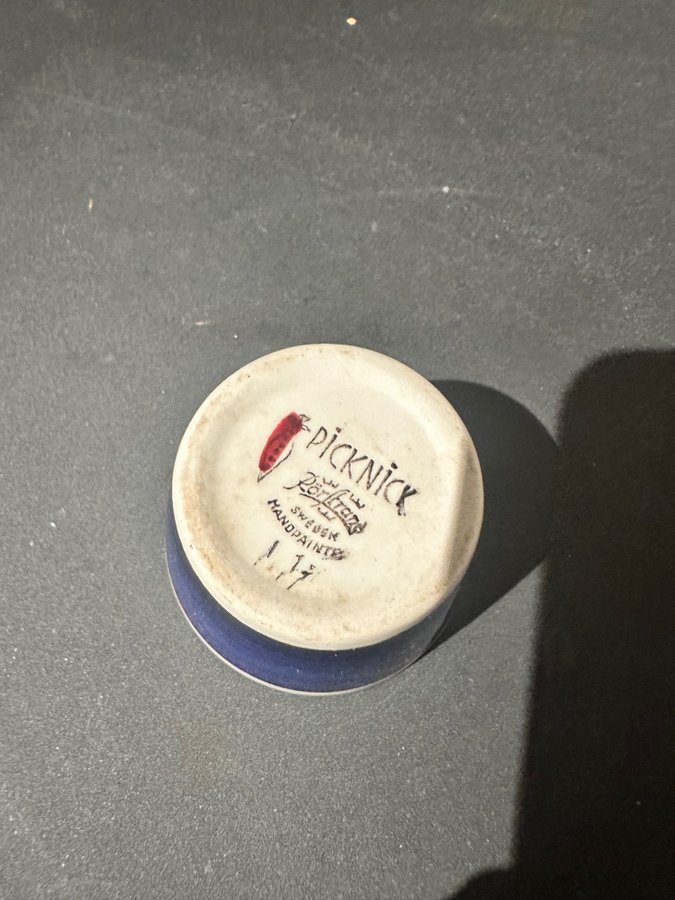 PiCKNiCK
Rörstrand
SWEDEN
HANDPAINTED